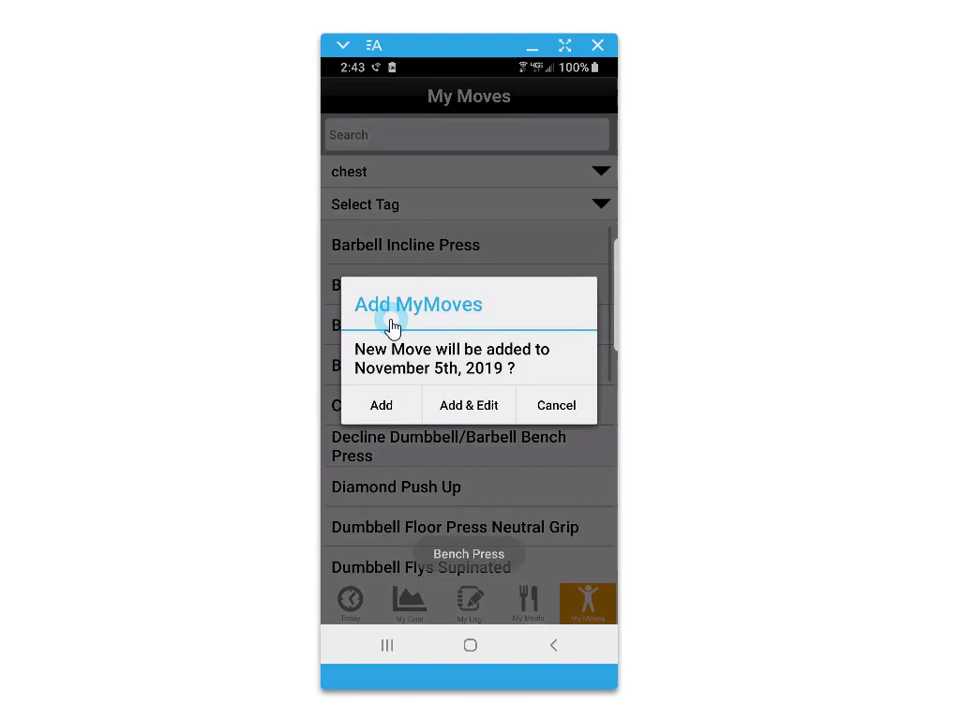 2:43
100%
My Moves
Search
chest
Select Tag
Barbell Incline Press
B
Add MyMoves
B
New Move will be added to
November 5th, 2019 ?
B
Add
Add & Edit
Cancel
C
Decline Dumbbell/Barbell Bench
Press
Diamond Push Up
Dumbbell Floor Press Neutral Grip
Bench Press
Dumbbell Flys Supinated
Today
My Goal
My Log
My Meals
My Moves